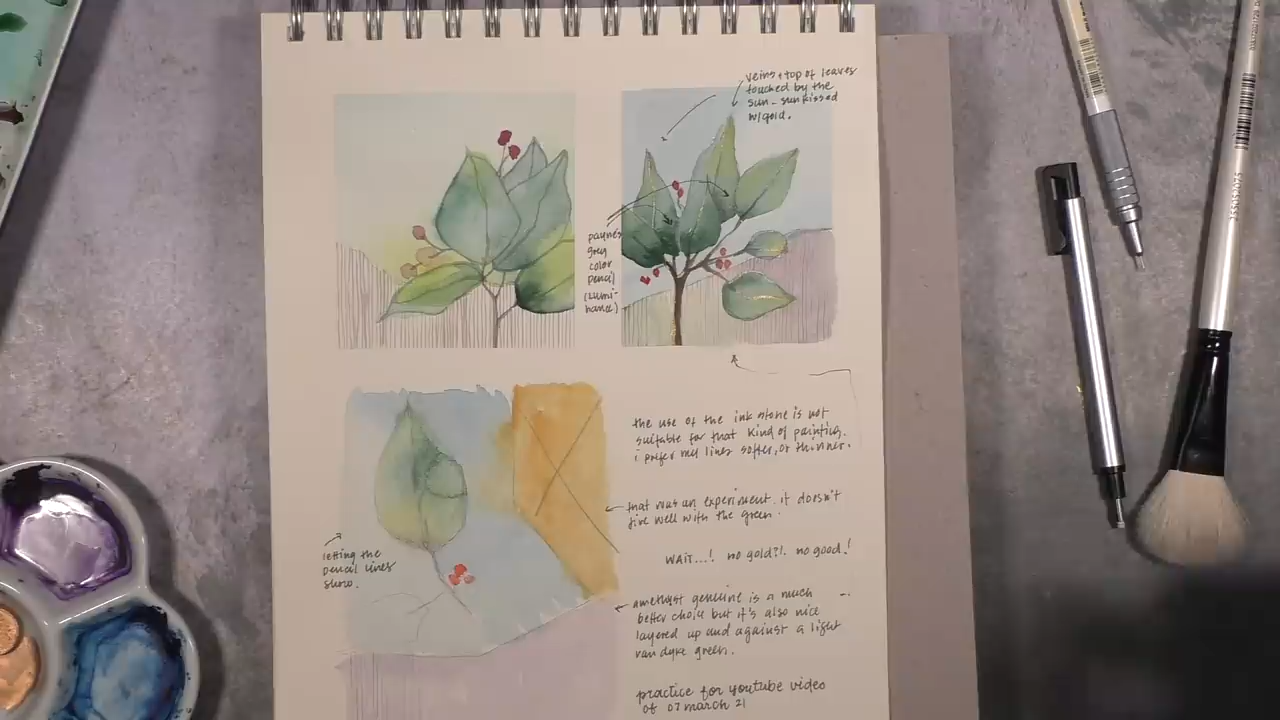 veins + top of leaves
touched by the
sun - sun kissed
w/gold.
paynes
grey
color
pencil
(Lumi-
nance)
the use of the ink stone is not
suitable for that kind of painting.
i prefer my lines softer, or thinner.
that was an experiment. it doesn't
jive well with the green.
WAIT...! no gold?!. no good!
letting the
pencil lines
show.
amethyst genuine is a much
better choice but it's also nice
layered up and against a light
van dyke green.
practice for youtube video
of 07 march 21